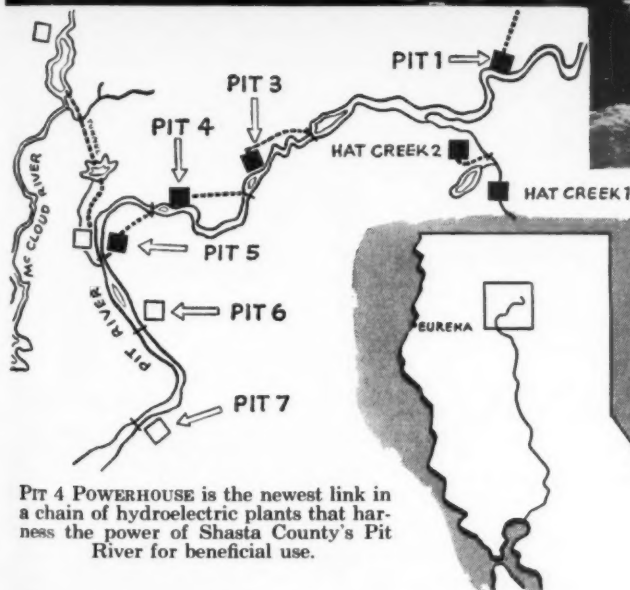 PIT 1
PIT 3
PIT 4
HAT CREEK 2
HAT CREEK 1
MC CLOUD RIVER
PIT 5
PIT RIVER
PIT 6
EUREKA
PIT 7
PIT 4 POWERHOUSE is the newest link in
a chain of hydroelectric plants that har-
ness the power of Shasta County's Pit
River for beneficial use.